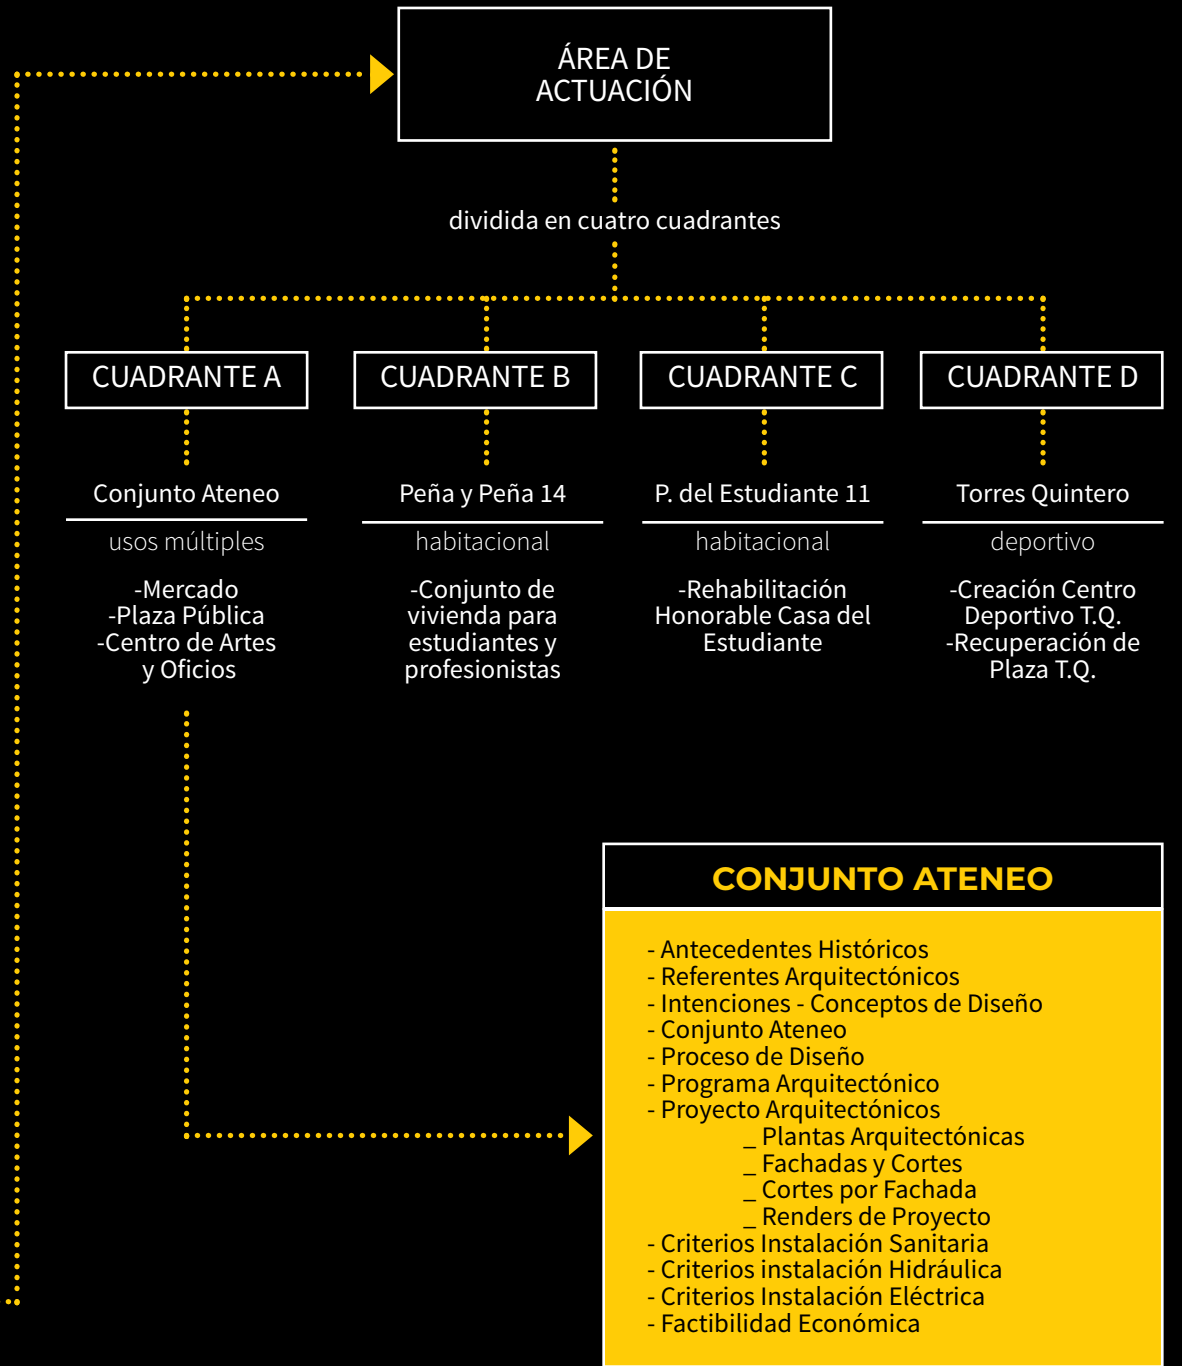 ÁREA DE
ACTUACIÓN
dividida en cuatro cuadrantes
CUADRANTE A
Conjunto Ateneo
usos múltiples
-Mercado
-Plaza Pública
-Centro de Artes
y Oficios
CUADRANTE B
Peña y Peña 14
habitacional
-Conjunto de
vivienda para
estudiantes y
profesionistas
CUADRANTE C
P. del Estudiante 11
habitacional
-Rehabilitación
Honorable Casa del
Estudiante
CUADRANTE D
Torres Quintero
deportivo
-Creación Centro
Deportivo T.Q.
-Recuperación de
Plaza T.Q.
CONJUNTO ATENEO
- Antecedentes Históricos
- Referentes Arquitectónicos
- Intenciones - Conceptos de Diseño
- Conjunto Ateneo
- Proceso de Diseño
- Programa Arquitectónico
- Proyecto Arquitectónicos
_ Plantas Arquitectónicas
_ Fachadas y Cortes
_ Cortes por Fachada
_ Renders de Proyecto
- Criterios Instalación Sanitaria
- Criterios instalación Hidráulica
- Criterios Instalación Eléctrica
- Factibilidad Económica